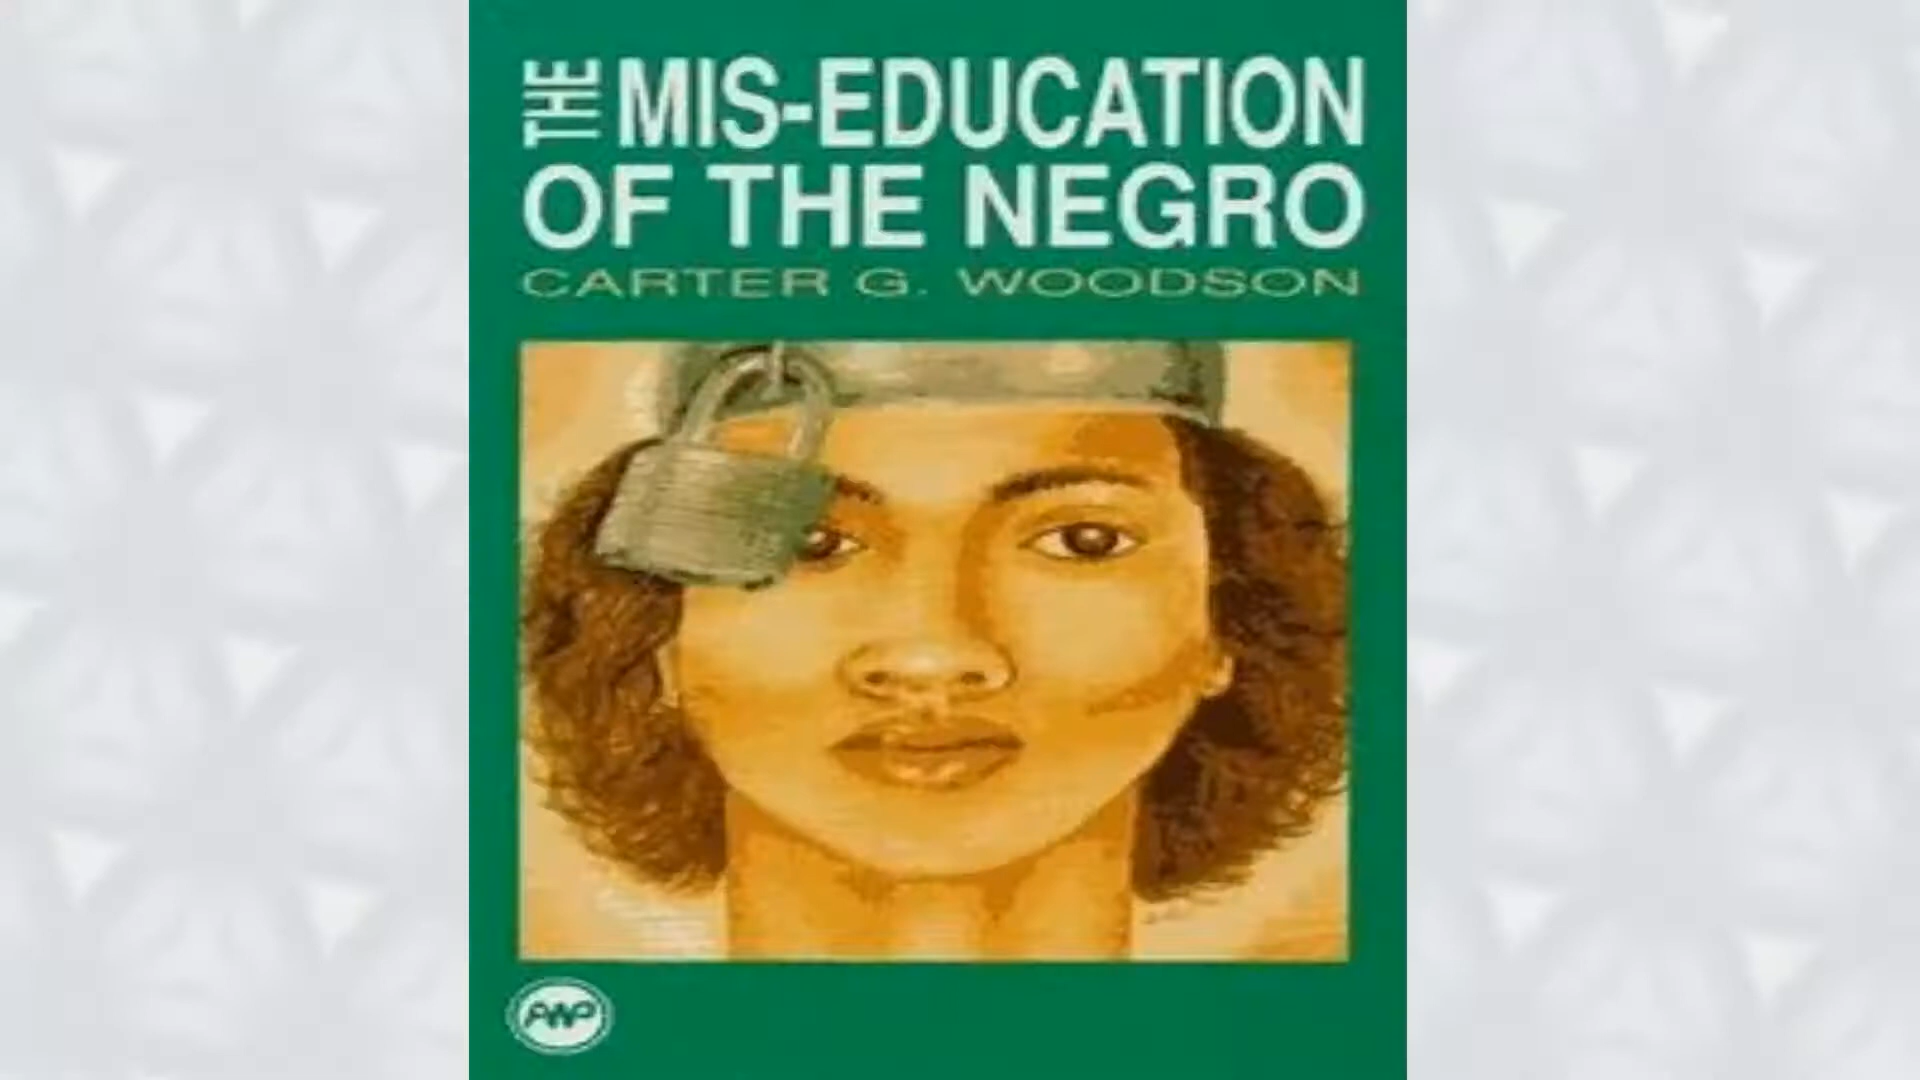 THE MIS-EDUCATION
OF THE NEGRO
CARTER G. WOODSON
AWP